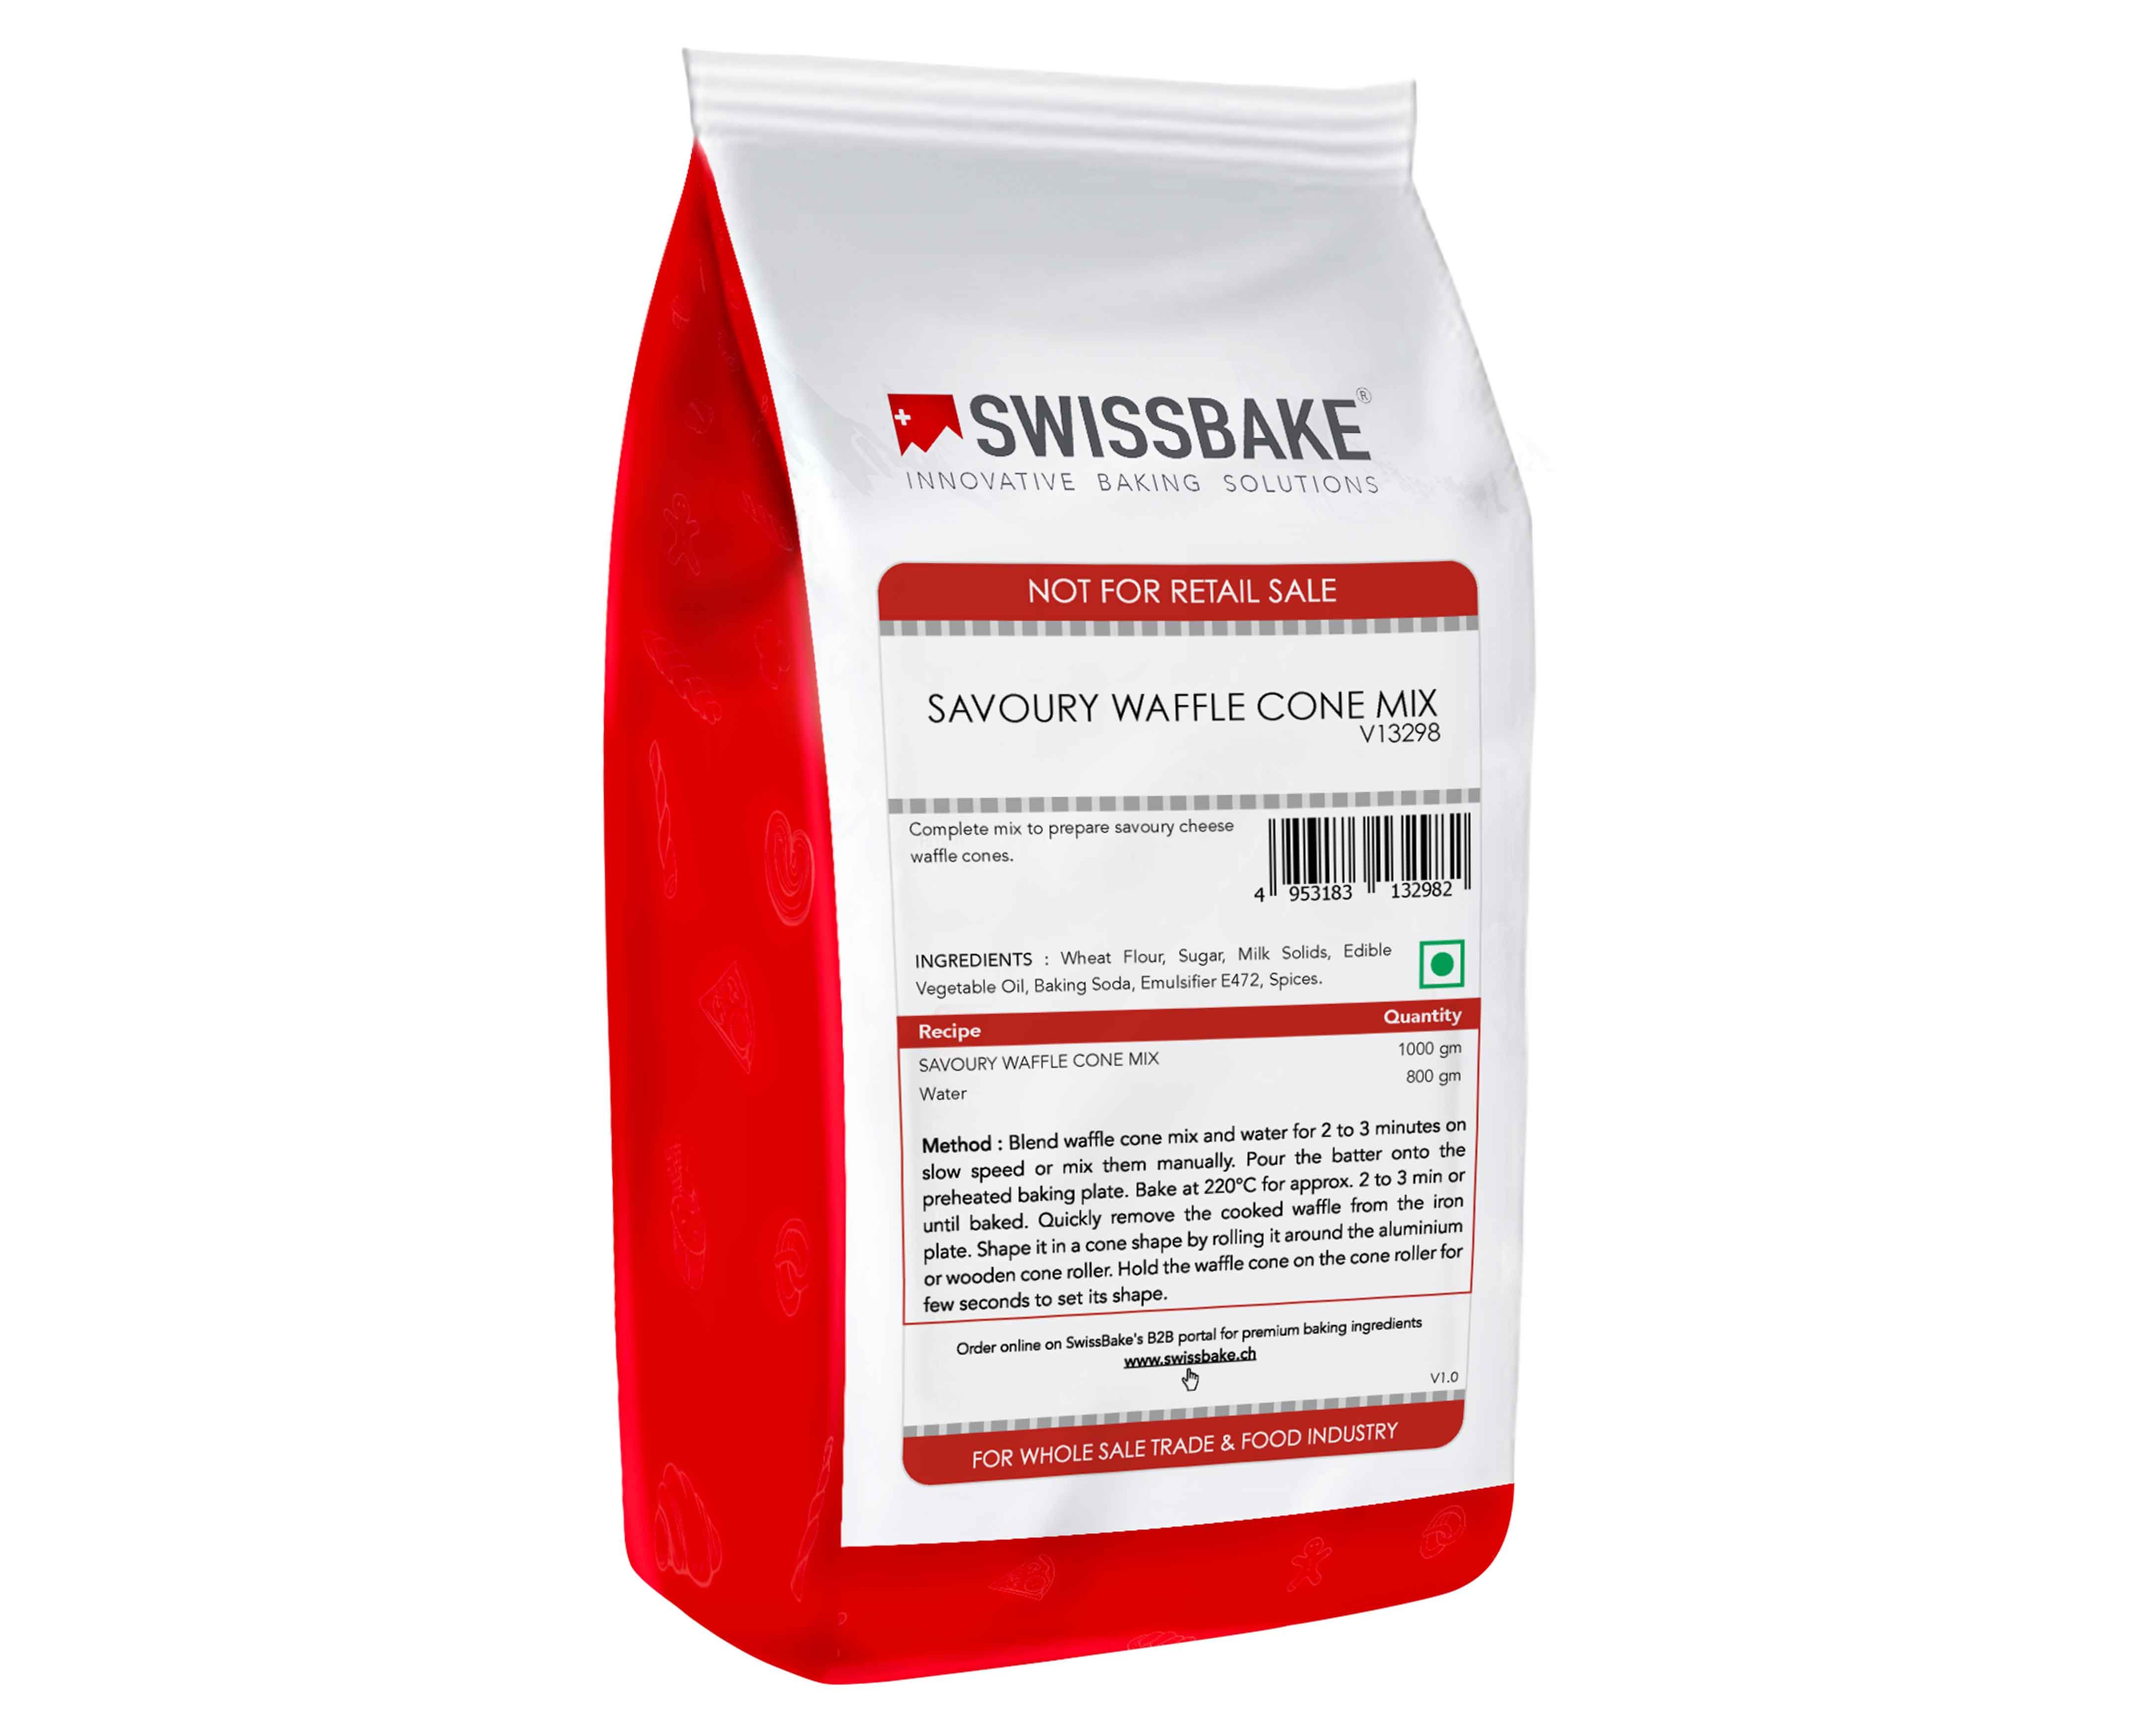 SWISSBAKE®
INNOVATIVE BAKING SOLUTIONS
NOT FOR RETAIL SALE
SAVOURY WAFFLE CONE MIX
V13298
Complete mix to prepare savoury cheese
waffle cones.
4 953183 132982
INGREDIENTS : Wheat Flour, Sugar, Milk Solids, Edible
Vegetable Oil, Baking Soda, Emulsifier E472, Spices.
Recipe Quantity
SAVOURY WAFFLE CONE MIX 1000 gm
Water 800 gm
Method : Blend waffle cone mix and water for 2 to 3 minutes on
slow speed or mix them manually. Pour the batter onto the
preheated baking plate. Bake at 220°C for approx. 2 to 3 min or
until baked. Quickly remove the cooked waffle from the iron
plate. Shape it in a cone shape by rolling it around the aluminium
or wooden cone roller. Hold the waffle cone on the cone roller for
few seconds to set its shape.
Order online on SwissBake's B2B portal for premium baking ingredients
www.swissbake.ch
V1.0
FOR WHOLE SALE TRADE & FOOD INDUSTRY